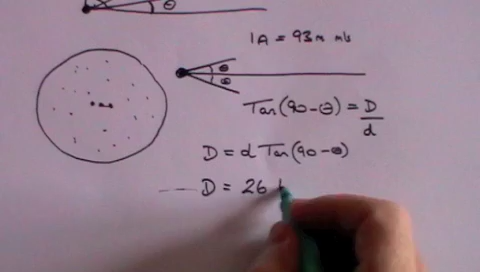 θ
1A = 93m mls
θ
θ
Tan(90-θ) = D/d
D = d Tan(90-θ)
D = 26